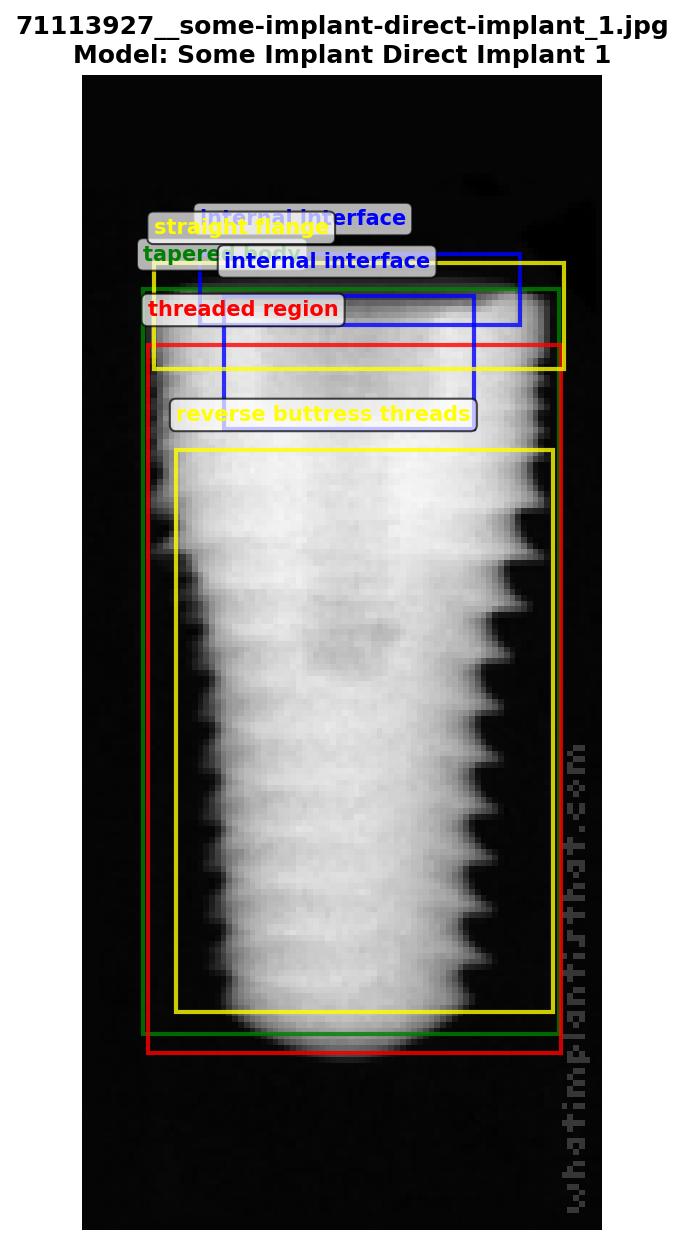 71113927__some-implant-direct-implant_1.jpg
Model: Some Implant Direct Implant 1
internal interface
straight flange
tapered body
internal interface
threaded region
reverse buttress threads
whatimplantisthat.com